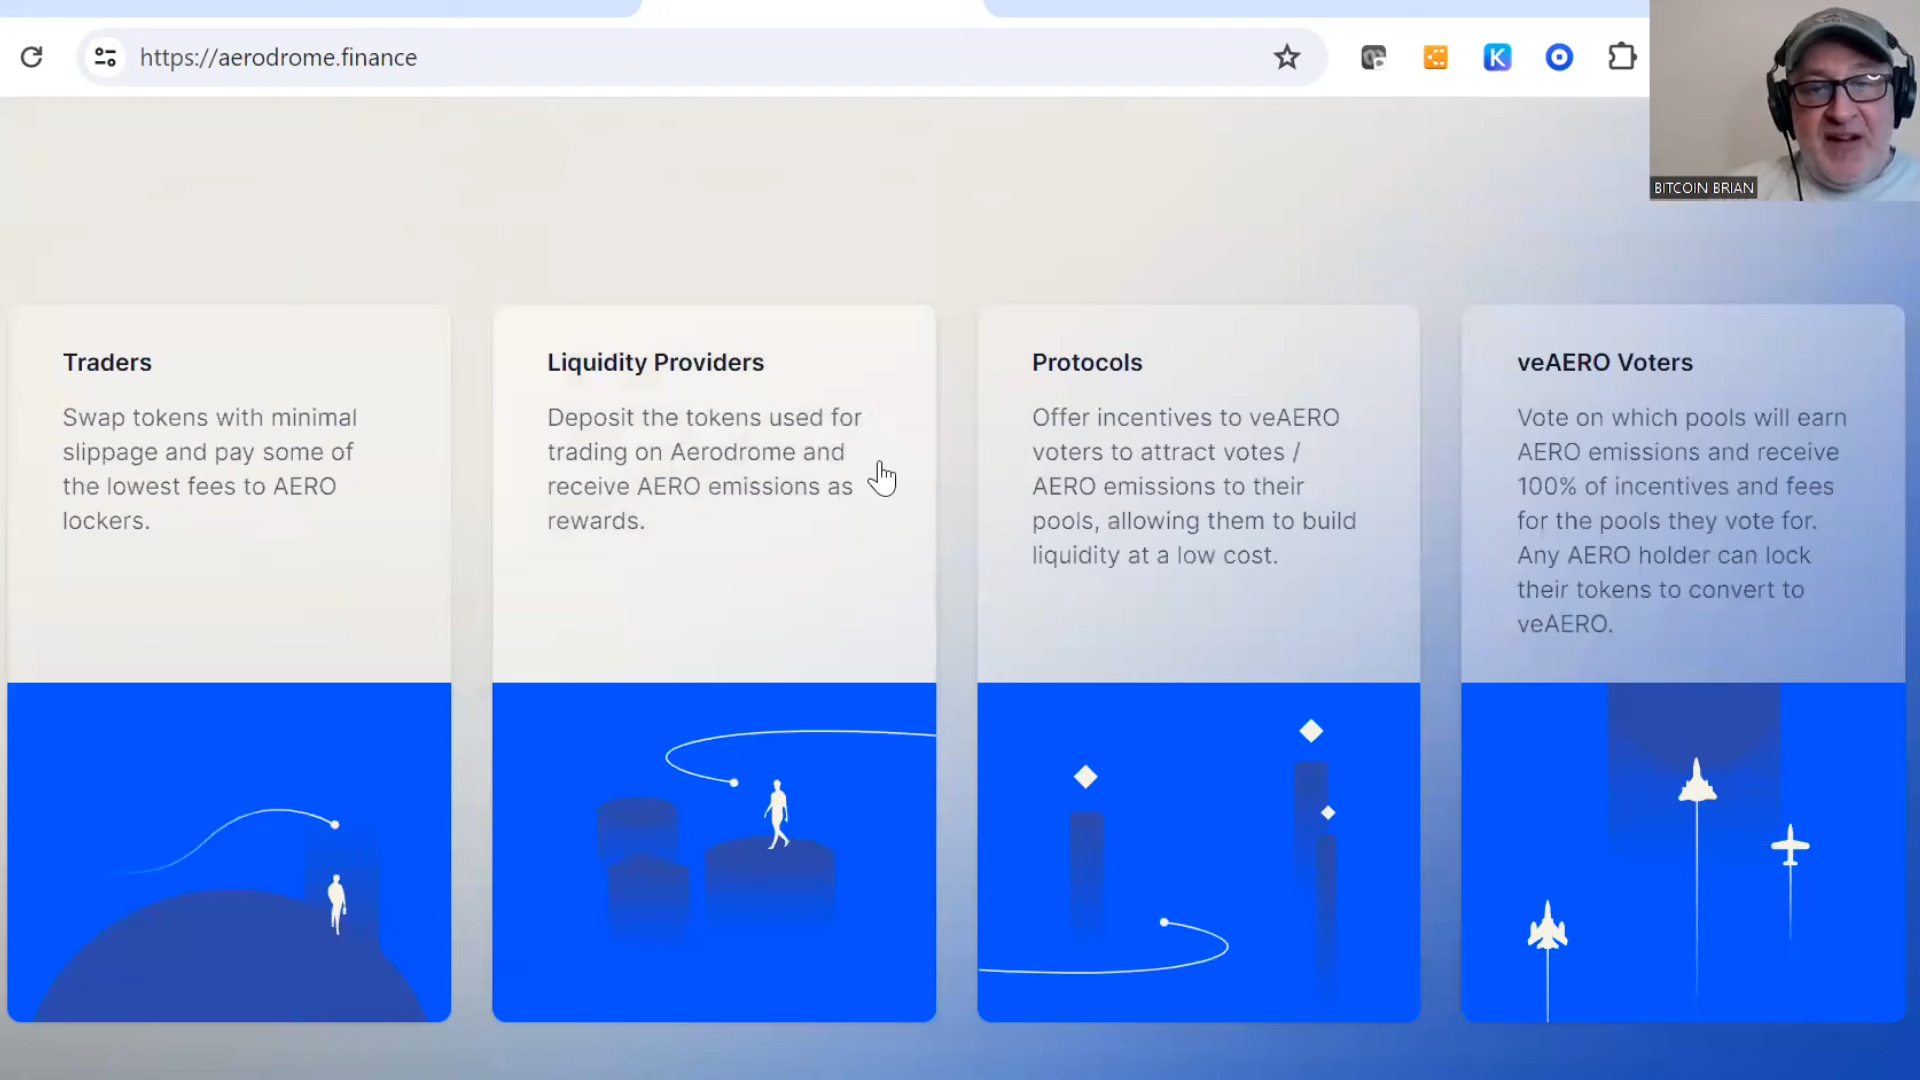 https://aerodrome.finance
K
BITCOIN BRIAN
Traders
Swap tokens with minimal
slippage and pay some of
the lowest fees to AERO
lockers.
Liquidity Providers
Deposit the tokens used for
trading on Aerodrome and
receive AERO emissions as
rewards.
Protocols
Offer incentives to veAERO
voters to attract votes /
AERO emissions to their
pools, allowing them to build
liquidity at a low cost.
veAERO Voters
Vote on which pools will earn
AERO emissions and receive
100% of incentives and fees
for the pools they vote for.
Any AERO holder can lock
their tokens to convert to
veAERO.